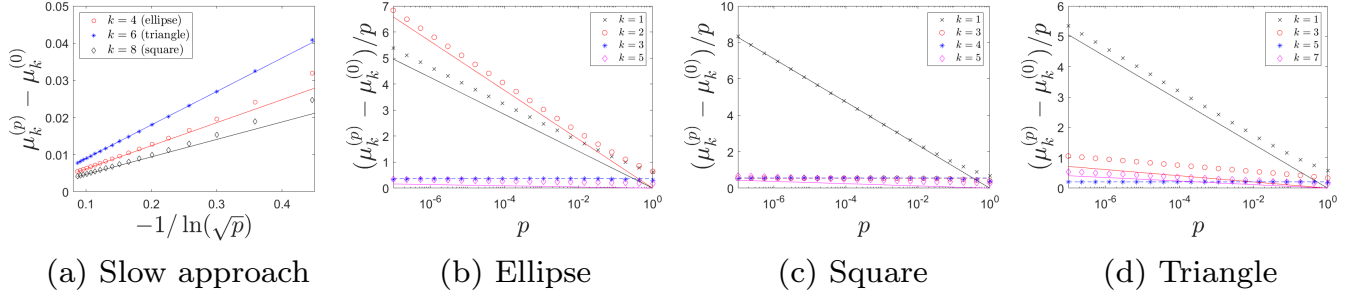 0.05
0.04
0.03
0.02
0.01
0
0.1 0.2 0.3 0.4
μ_k^{(p)} − μ_k^{(0)}
−1/ ln(√p)
k = 4 (ellipse)
k = 6 (triangle)
k = 8 (square)
(a) Slow approach
7
6
5
4
3
2
1
0
10^{-6} 10^{-4} 10^{-2} 10^{0}
(μ_k^{(p)} − μ_k^{(0)})/p
p
k = 1
k = 2
k = 3
k = 5
(b) Ellipse
10
8
6
4
2
0
10^{-6} 10^{-4} 10^{-2} 10^{0}
(μ_k^{(p)} − μ_k^{(0)})/p
p
k = 1
k = 3
k = 4
k = 5
(c) Square
6
5
4
3
2
1
0
10^{-6} 10^{-4} 10^{-2} 10^{0}
(μ_k^{(p)} − μ_k^{(0)})/p
p
k = 1
k = 3
k = 5
k = 7
(d) Triangle